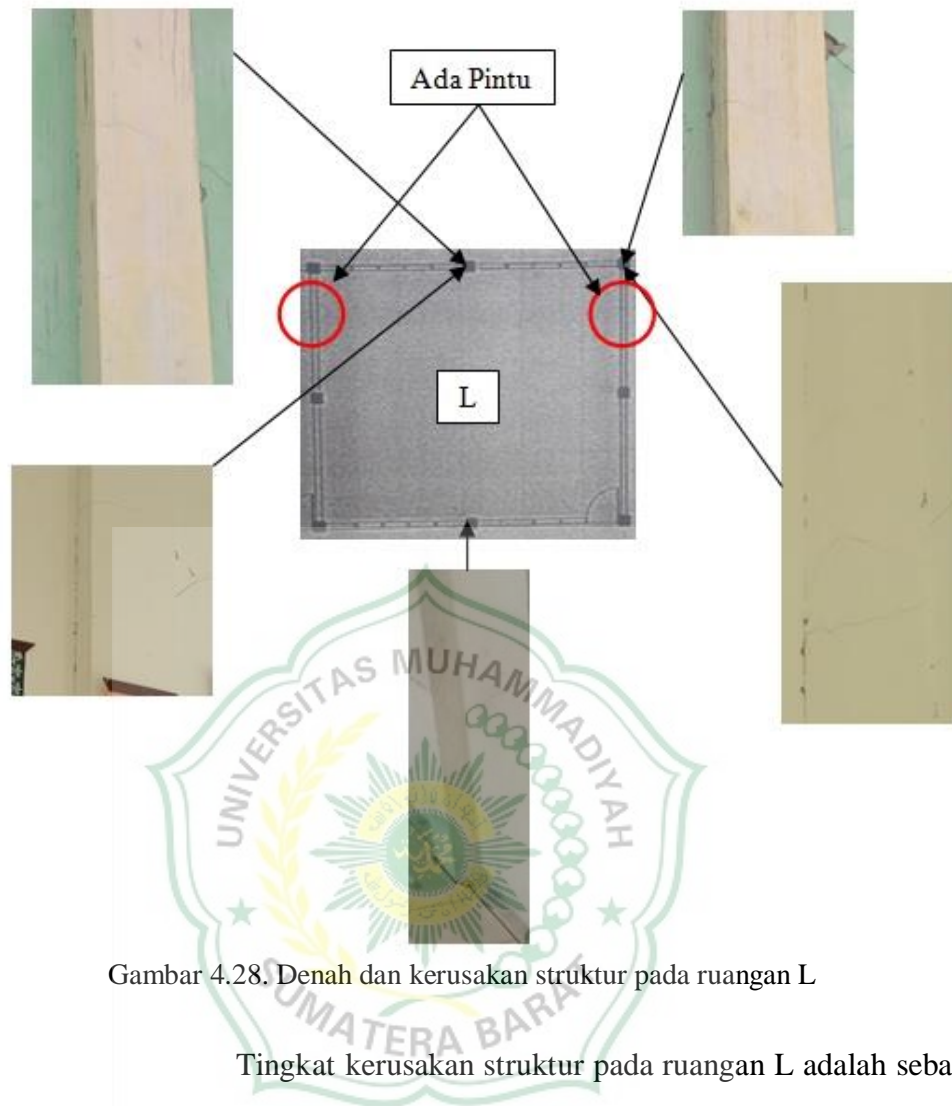 Ada Pintu
L
UNIVERSITAS MUHAMMADIYAH
SUMATERA BARAT
Gambar 4.28. Denah dan kerusakan struktur pada ruangan L
Tingkat kerusakan struktur pada ruangan L adalah seba